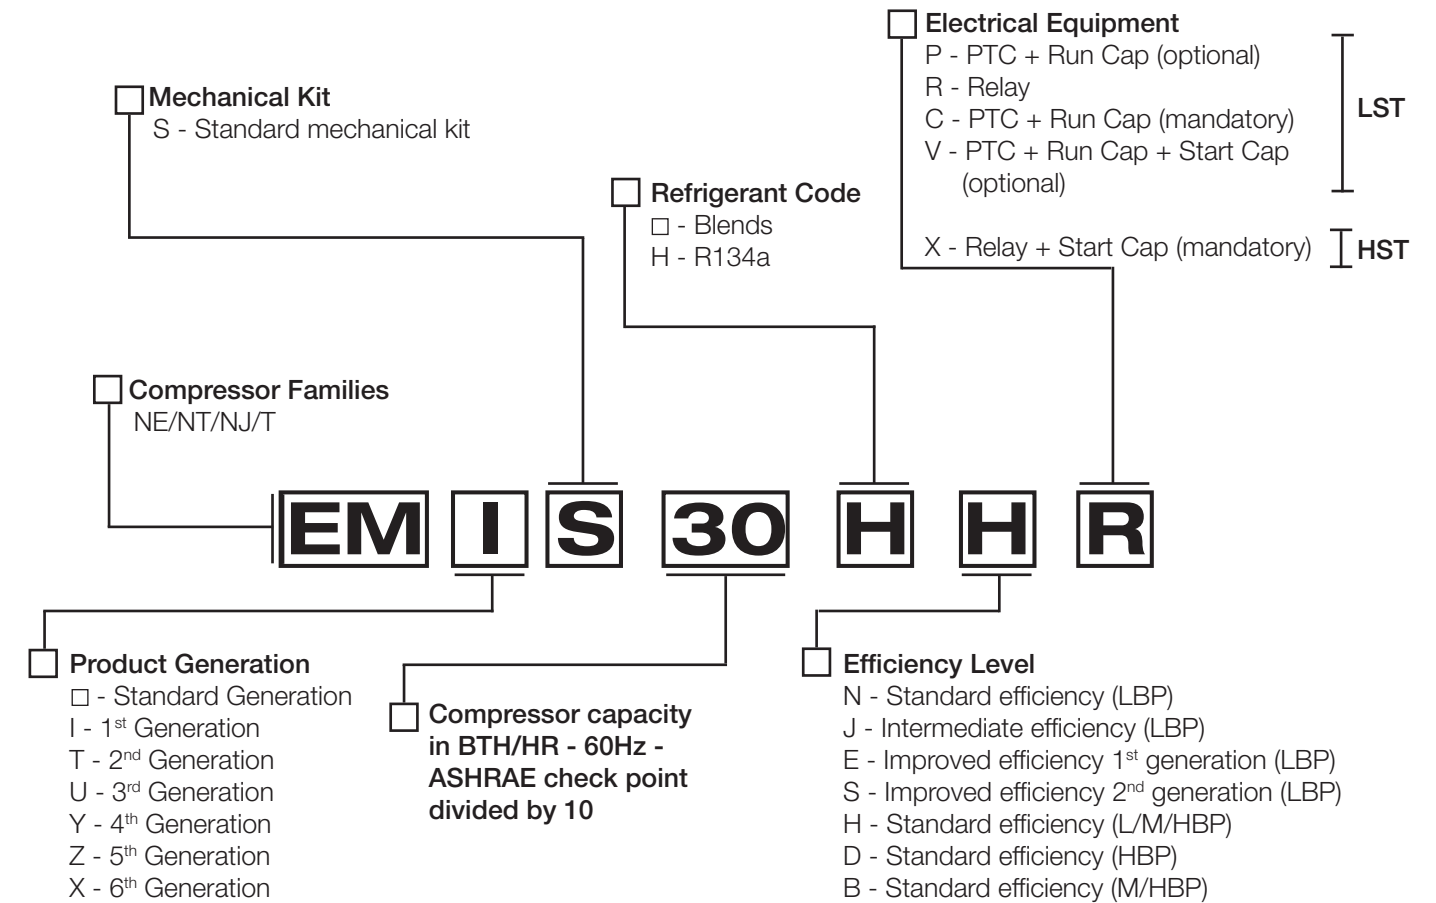 Electrical Equipment
P - PTC + Run Cap (optional)
R - Relay
C - PTC + Run Cap (mandatory)
V - PTC + Run Cap + Start Cap
(optional)
LST
X - Relay + Start Cap (mandatory)
HST
Mechanical Kit
S - Standard mechanical kit
Refrigerant Code
□ - Blends
H - R134a
Compressor Families
NE/NT/NJ/T
EM I S 30 H H R
Product Generation
□ - Standard Generation
I - 1st Generation
T - 2nd Generation
U - 3rd Generation
Y - 4th Generation
Z - 5th Generation
X - 6th Generation
Compressor capacity
in BTH/HR - 60Hz -
ASHRAE check point
divided by 10
Efficiency Level
N - Standard efficiency (LBP)
J - Intermediate efficiency (LBP)
E - Improved efficiency 1st generation (LBP)
S - Improved efficiency 2nd generation (LBP)
H - Standard efficiency (L/M/HBP)
D - Standard efficiency (HBP)
B - Standard efficiency (M/HBP)